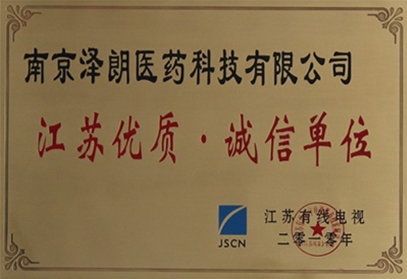 南京泽朗医药科技有限公司
江苏优质·诚信单位
JSCN
江苏有线电视
二零一零年